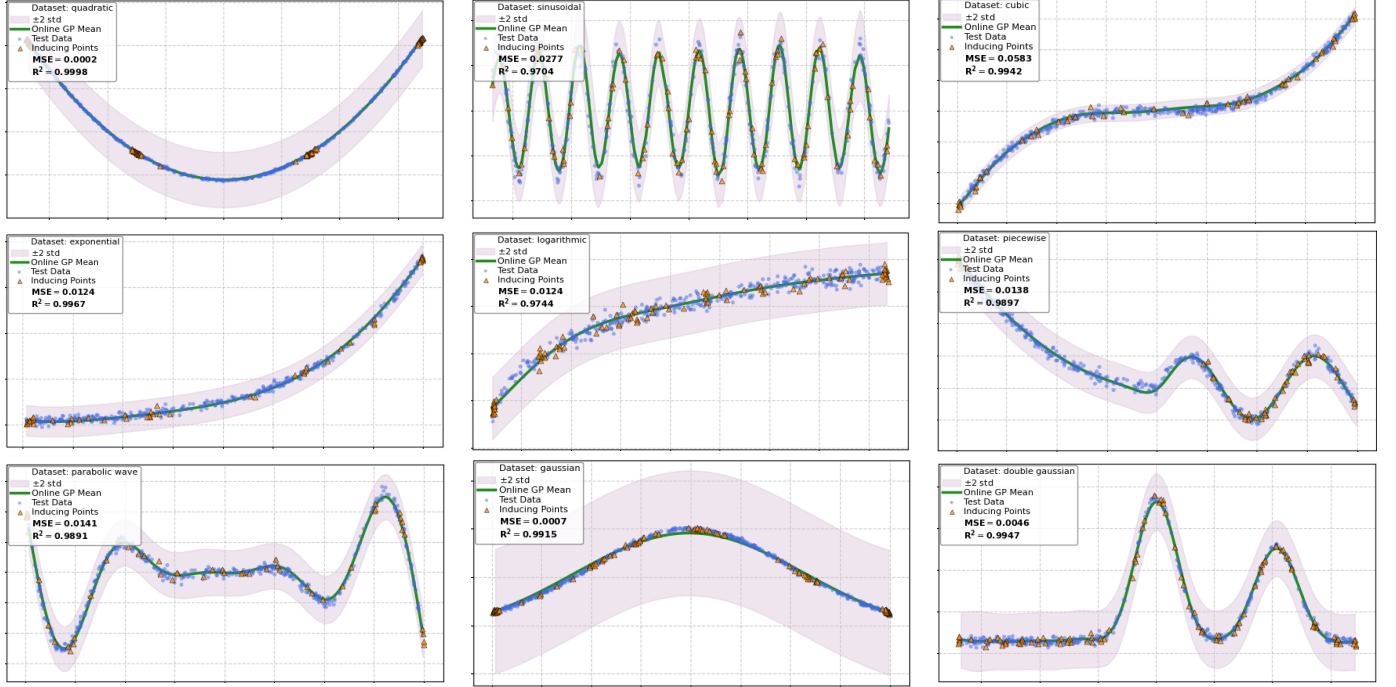 Dataset: quadratic
±2 std
Online GP Mean
Test Data
Inducing Points
MSE = 0.0002
R² = 0.9998
Dataset: sinusoidal
±2 std
Online GP Mean
Test Data
Inducing Points
MSE = 0.0277
R² = 0.9704
Dataset: cubic
±2 std
Online GP Mean
Test Data
Inducing Points
MSE = 0.0583
R² = 0.9942
Dataset: exponential
±2 std
Online GP Mean
Test Data
Inducing Points
MSE = 0.0124
R² = 0.9967
Dataset: logarithmic
±2 std
Online GP Mean
Test Data
Inducing Points
MSE = 0.0124
R² = 0.9744
Dataset: piecewise
±2 std
Online GP Mean
Test Data
Inducing Points
MSE = 0.0138
R² = 0.9897
Dataset: parabolic wave
±2 std
Online GP Mean
Test Data
Inducing Points
MSE = 0.0141
R² = 0.9891
Dataset: gaussian
±2 std
Online GP Mean
Test Data
Inducing Points
MSE = 0.0007
R² = 0.9915
Dataset: double gaussian
±2 std
Online GP Mean
Test Data
Inducing Points
MSE = 0.0046
R² = 0.9947